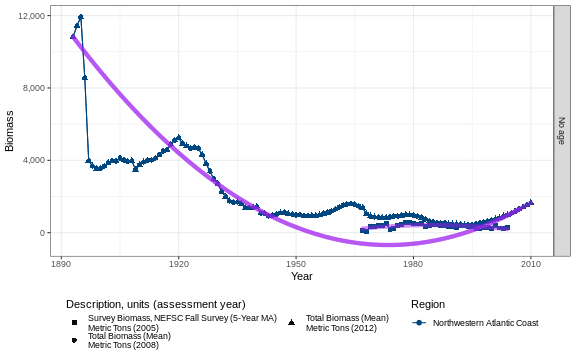 12,000
8,000
4,000
0
Biomass
No age
1890
1920
1950
1980
2010
Year
Description, units (assessment year)
Survey Biomass, NEFSC Fall Survey (5-Year MA)
Metric Tons (2005)
Total Biomass (Mean)
Metric Tons (2008)
Total Biomass (Mean)
Metric Tons (2012)
Region
Northwestern Atlantic Coast